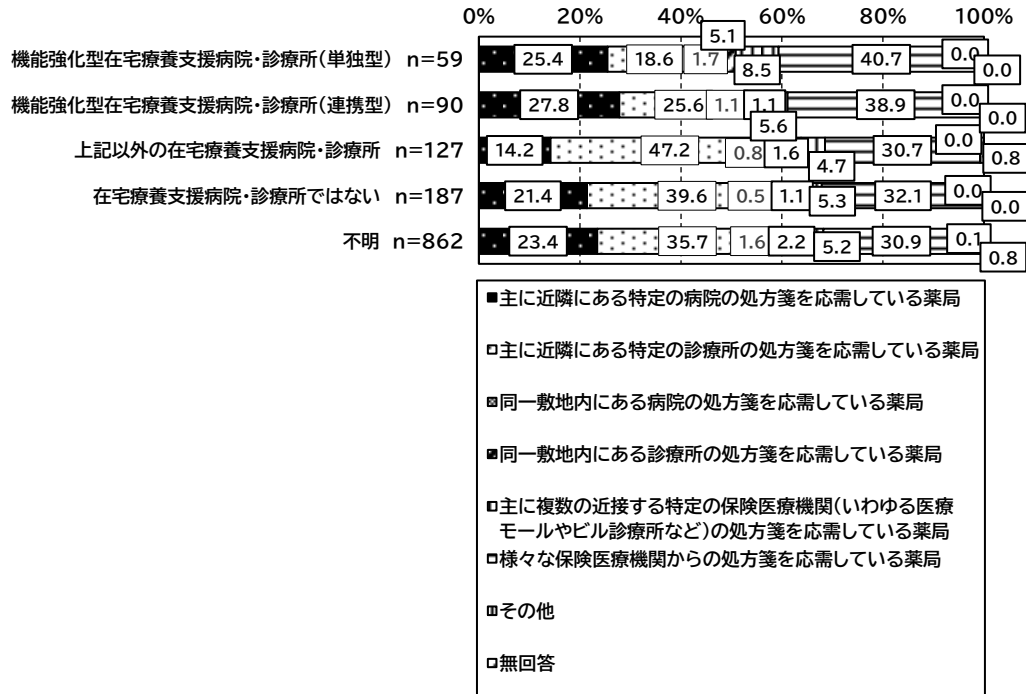 0% 20% 40% 60% 80% 100%
機能強化型在宅療養支援病院・診療所（単独型） n=59 25.4 18.6 1.7 5.1 8.5 40.7 0.0 0.0
機能強化型在宅療養支援病院・診療所（連携型） n=90 27.8 25.6 1.1 1.1 5.6 38.9 0.0 0.0
上記以外の在宅療養支援病院・診療所 n=127 14.2 47.2 0.8 1.6 4.7 30.7 0.0 0.8
在宅療養支援病院・診療所ではない n=187 21.4 39.6 0.5 1.1 5.3 32.1 0.0 0.0
不明 n=862 23.4 35.7 1.6 2.2 5.2 30.9 0.1 0.8
主に近隣にある特定の病院の処方箋を応需している薬局
主に近隣にある特定の診療所の処方箋を応需している薬局
同一敷地内にある病院の処方箋を応需している薬局
同一敷地内にある診療所の処方箋を応需している薬局
主に複数の近接する特定の保険医療機関（いわゆる医療
モールやビル診療所など）の処方箋を応需している薬局
様々な保険医療機関からの処方箋を応需している薬局
その他
無回答